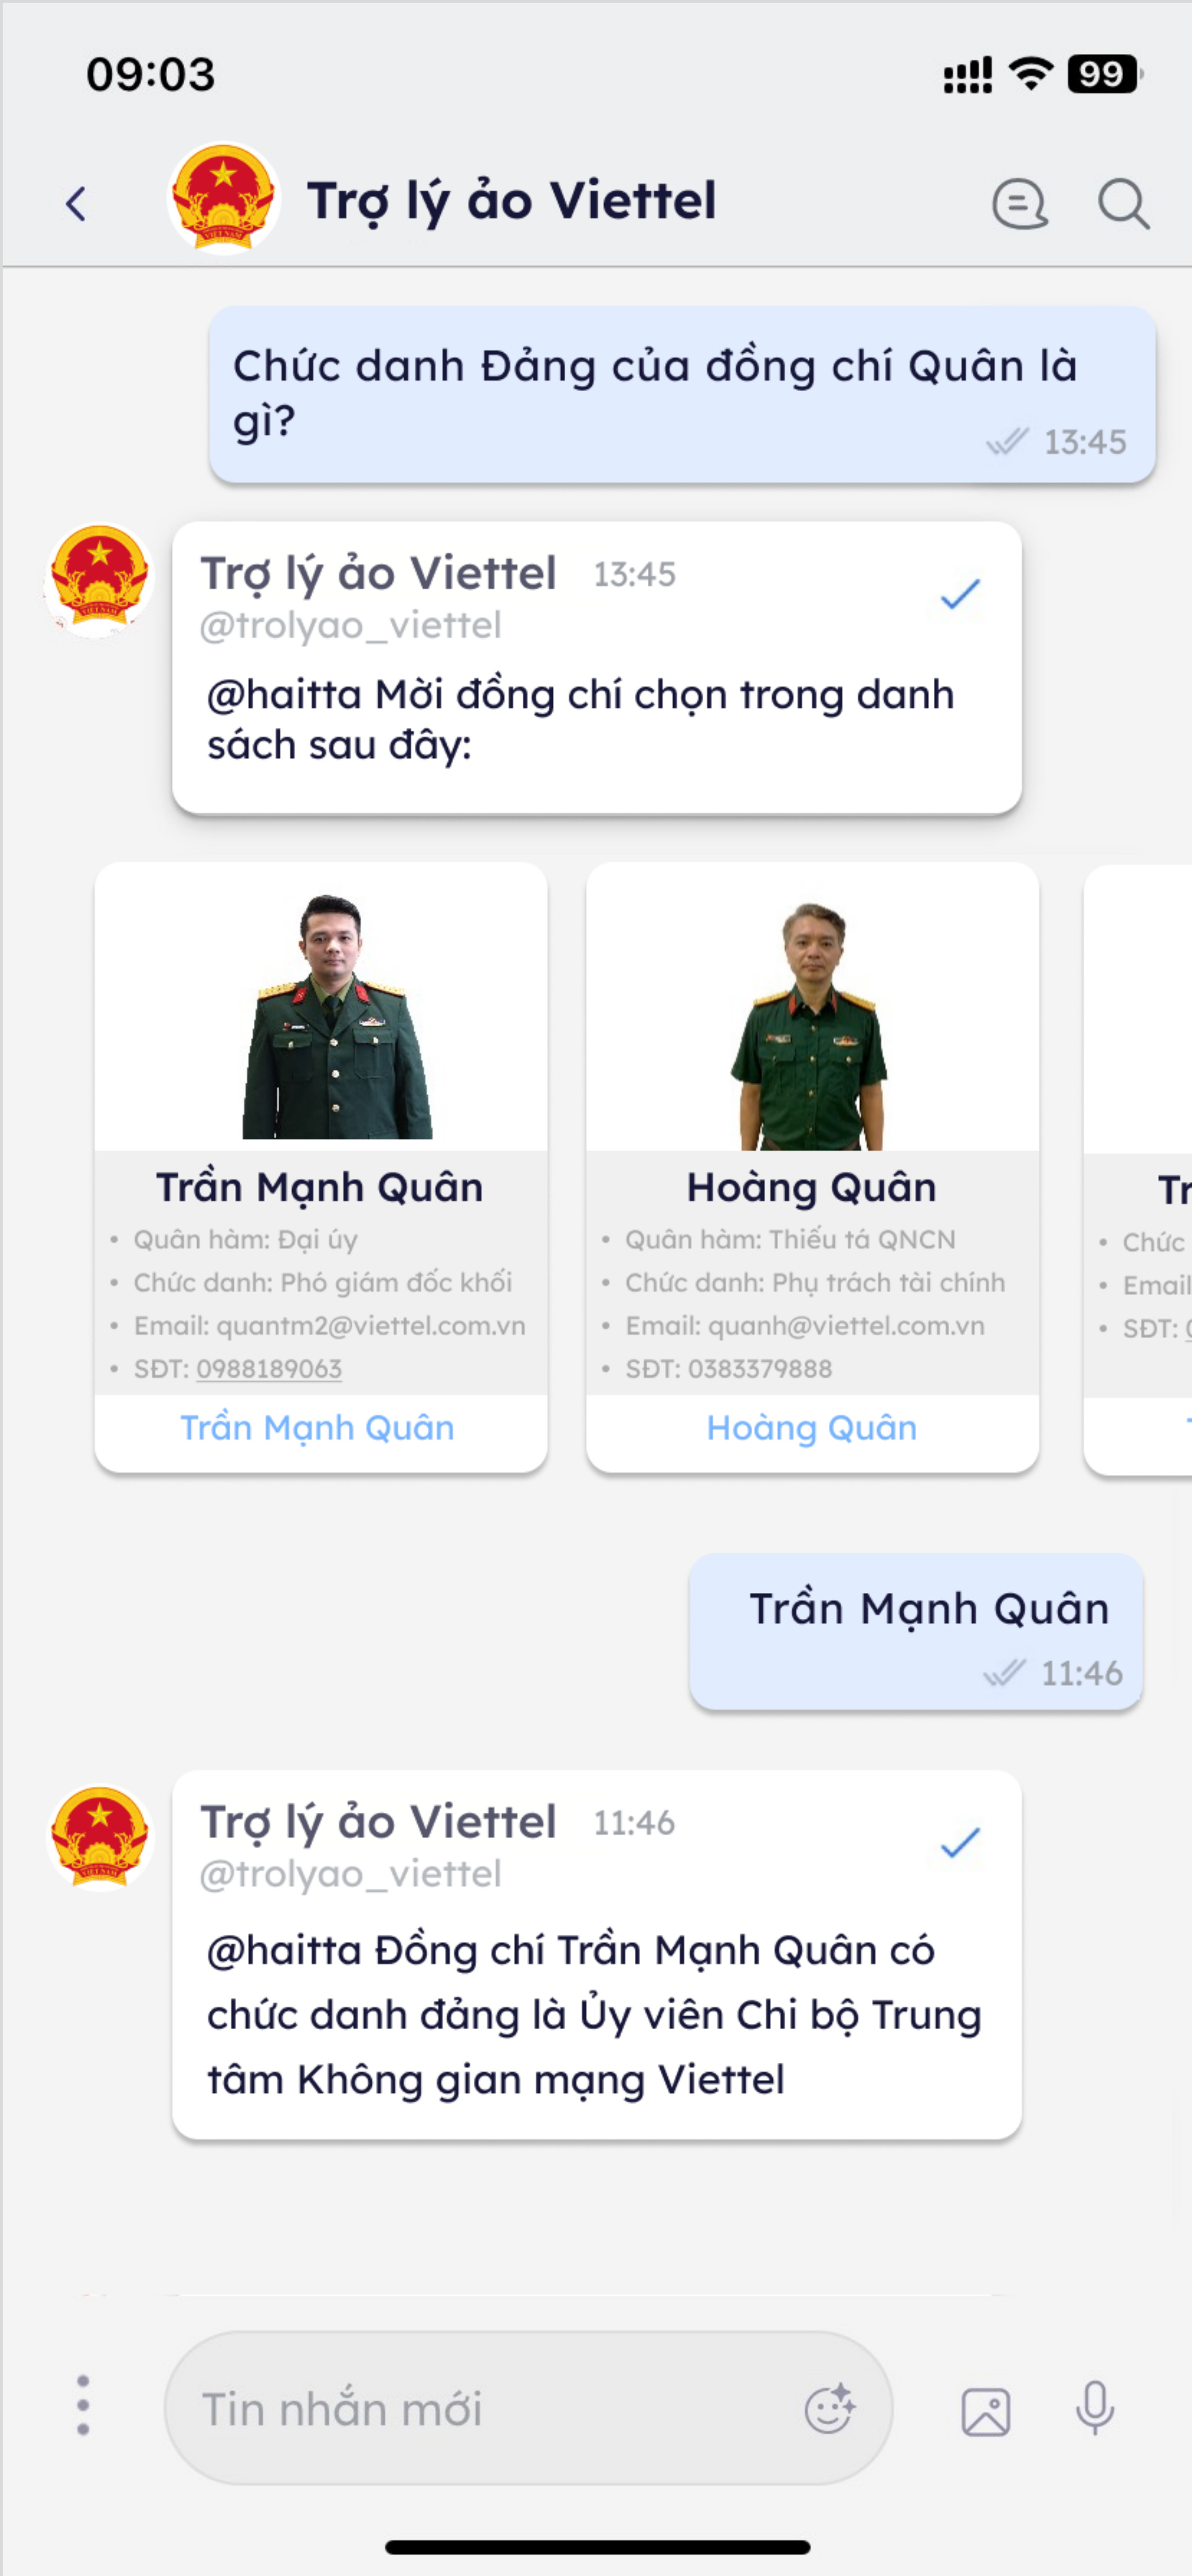 09:03
99
Trợ lý ảo Viettel
Chức danh Đảng của đồng chí Quân là
gì?
13:45
Trợ lý ảo Viettel 13:45
@trolyao_viettel
@haitta Mời đồng chí chọn trong danh
sách sau đây:
Trần Mạnh Quân
• Quân hàm: Đại úy
• Chức danh: Phó giám đốc khối
• Email: quantm2@viettel.com.vn
• SĐT: 0988189063
Trần Mạnh Quân
Hoàng Quân
• Quân hàm: Thiếu tá QNCN
• Chức danh: Phụ trách tài chính
• Email: quanh@viettel.com.vn
• SĐT: 0383379888
Hoàng Quân
• Chức
• Email
• SĐT:
Trần Mạnh Quân
11:46
Trợ lý ảo Viettel 11:46
@trolyao_viettel
@haitta Đồng chí Trần Mạnh Quân có
chức danh đảng là Ủy viên Chi bộ Trung
tâm Không gian mạng Viettel
Tin nhắn mới